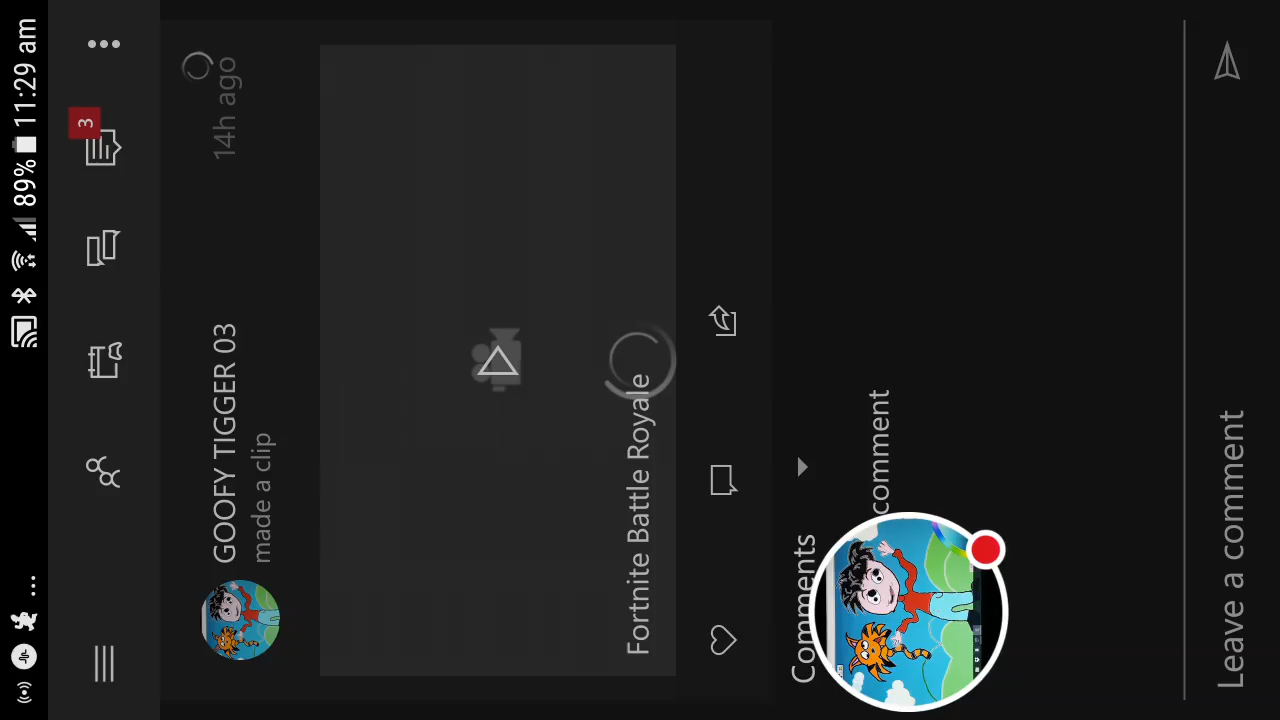 89% 11:29 am
3
GOOFY TIGGER 03
made a clip
14h ago
Fortnite Battle Royale
Comments
comment
Leave a comment